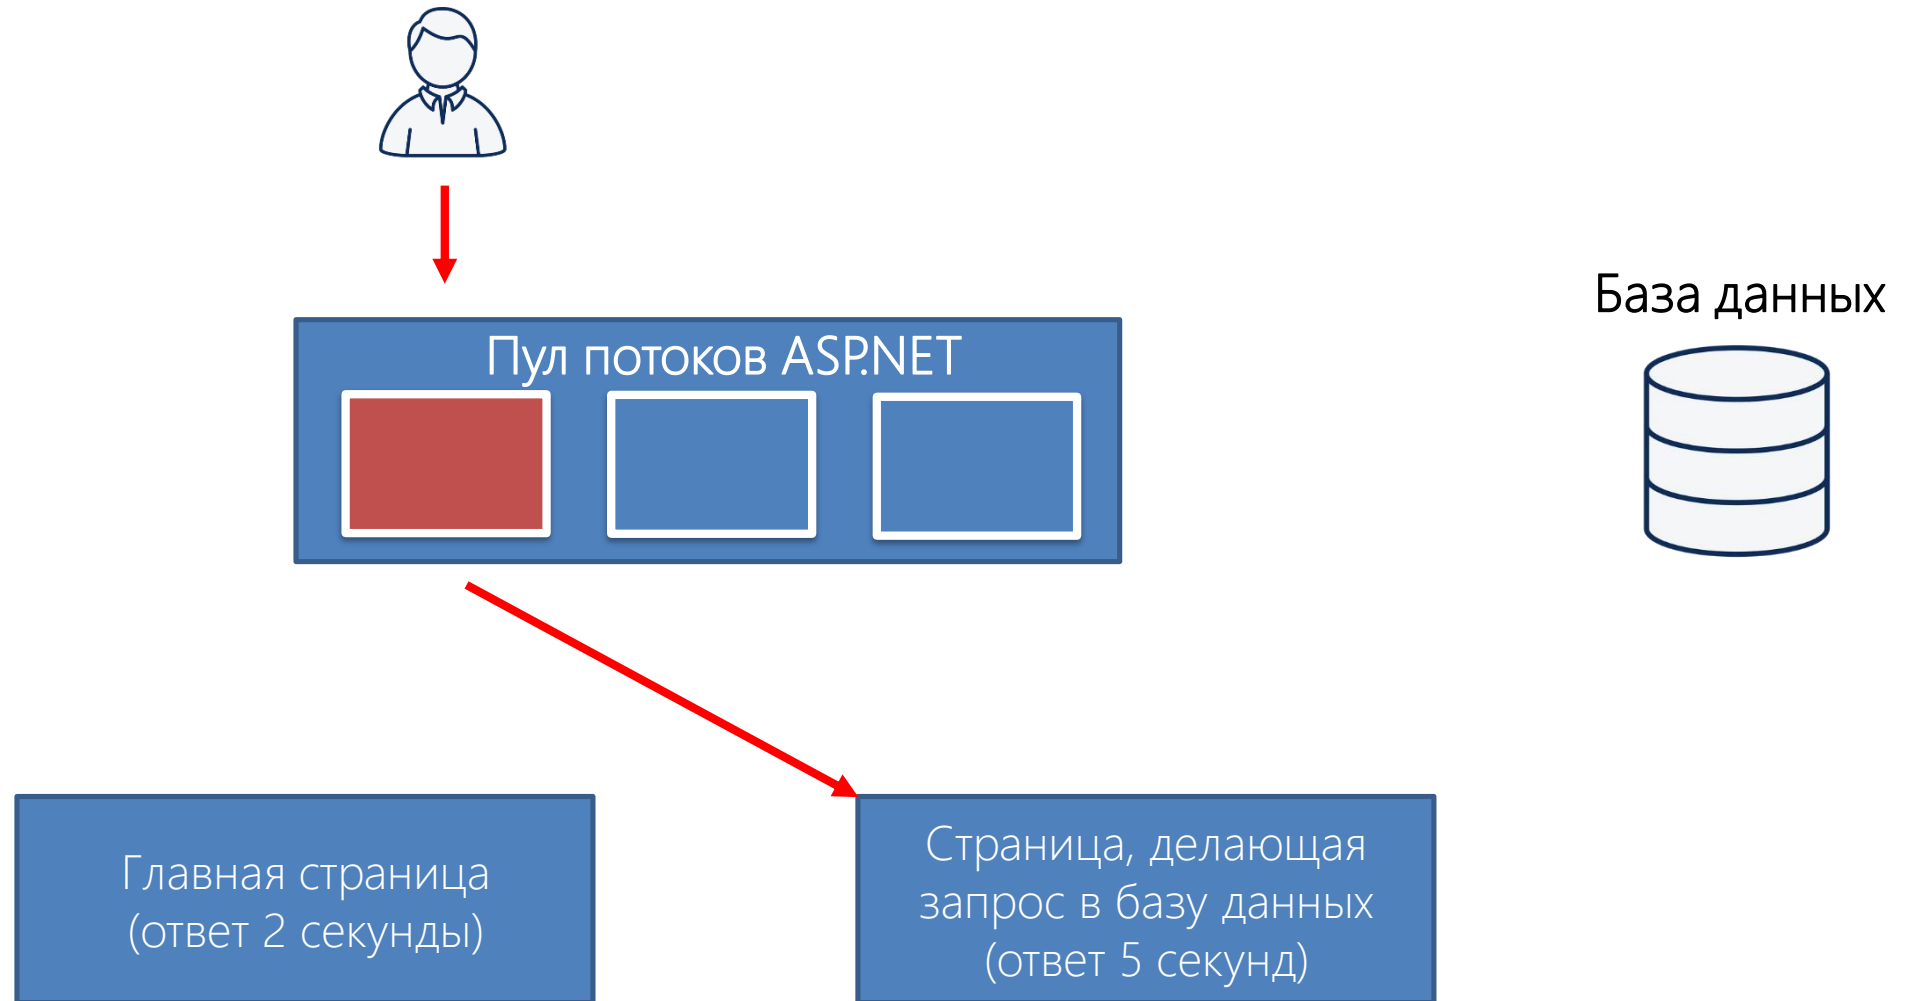 База данных
Пул потоков ASP.NET
Главная страница
(ответ 2 секунды)
Страница, делающая
запрос в базу данных
(ответ 5 секунд)